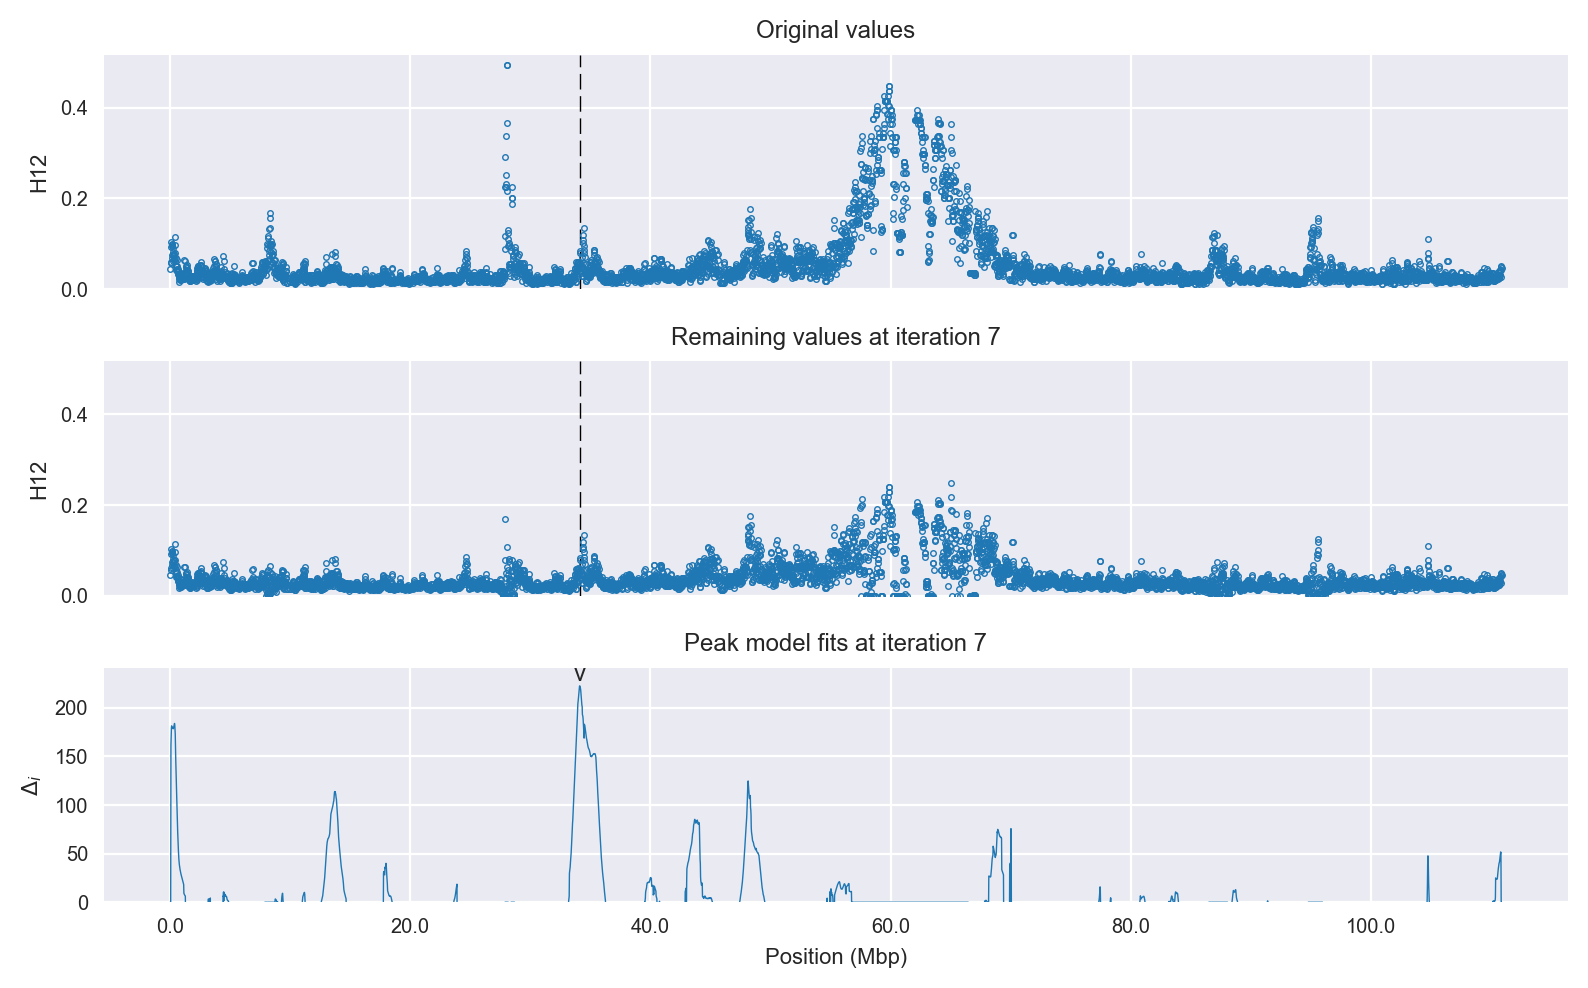 Original values
0.4
0.2
0.0
H12
Remaining values at iteration 7
0.4
0.2
0.0
H12
Peak model fits at iteration 7
v
200
150
100
50
0
Δi
0.0 20.0 40.0 60.0 80.0 100.0
Position (Mbp)